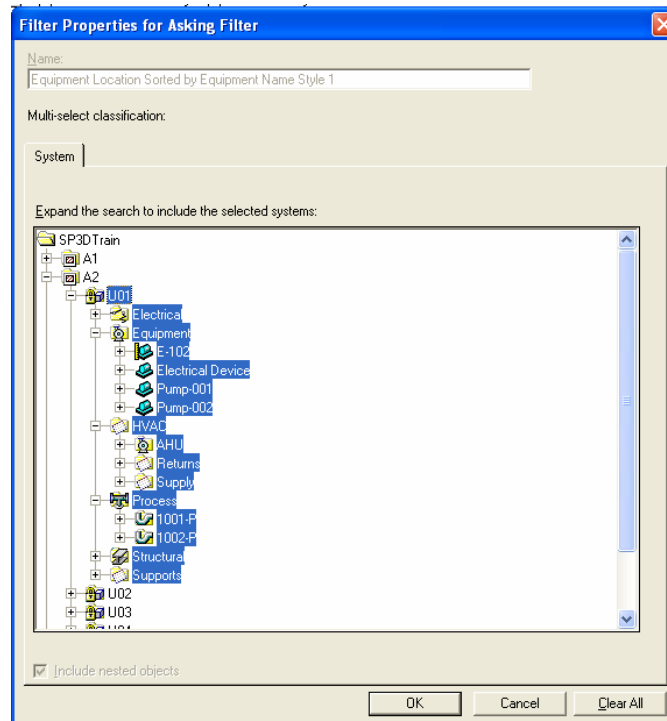 Filter Properties for Asking Filter
Name:
Equipment Location Sorted by Equipment Name Style 1
Multi-select classification:
System
Expand the search to include the selected systems:
SP3DTrain
A1
A2
U01
Electrical
Equipment
E-102
Electrical Device
Pump-001
Pump-002
HVAC
AHU
Returns
Supply
Process
1001-P
1002-P
Structural
Supports
U02
U03
Include nested objects
OK Cancel Clear All